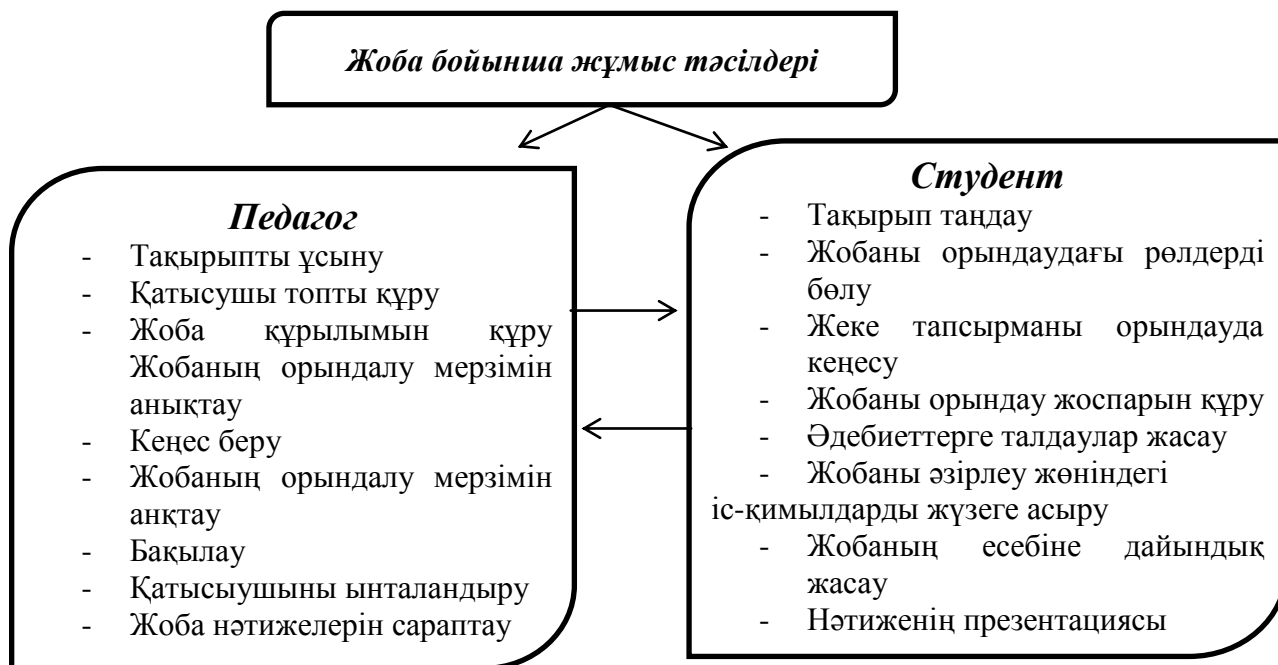 Жоба бойынша жұмыс тәсілдері
Педагог
- Тақырыпты ұсыну
- Қатысушы топты құру
- Жоба құрылымын құру
Жобаның орындалу мерзімін
анықтау
- Кеңес беру
- Жобаның орындалу мерзімін
анқтау
- Бақылау
- Қатысыушыны ынталандыру
- Жоба нәтижелерін сараптау
Студент
- Тақырып таңдау
- Жобаны орындаудағы рөлдерді
бөлу
- Жеке тапсырманы орындауда
кеңесу
- Жобаны орындау жоспарын құру
- Әдебиеттерге талдаулар жасау
- Жобаны әзірлеу жөніндегі
іс-қимылдарды жүзеге асыру
- Жобаның есебіне дайындық
жасау
- Нәтиженің презентациясы